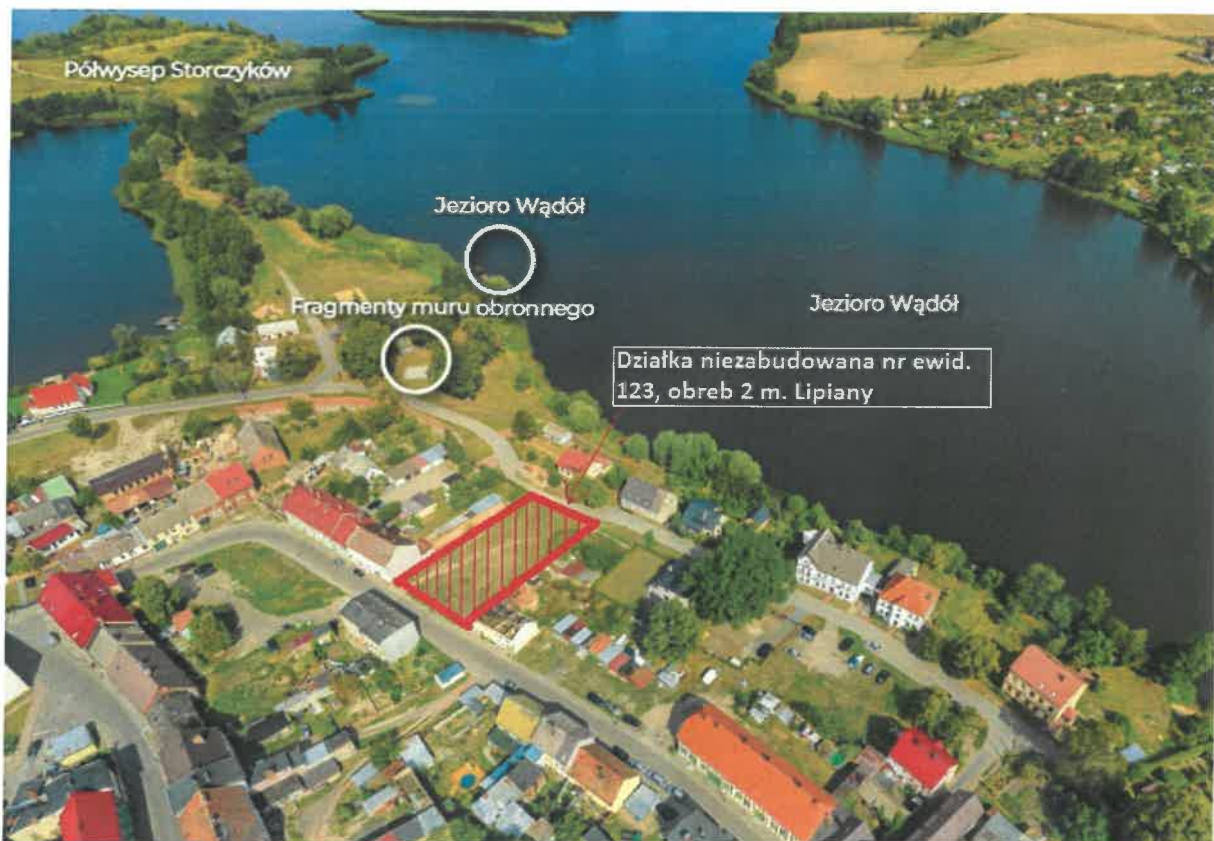 Półwysep Storczyków
Jezioro Wądół
Fragmenty muru obronnego
Jezioro Wądół
Działka niezabudowana nr ewid.
123, obreb 2 m. Lipiany